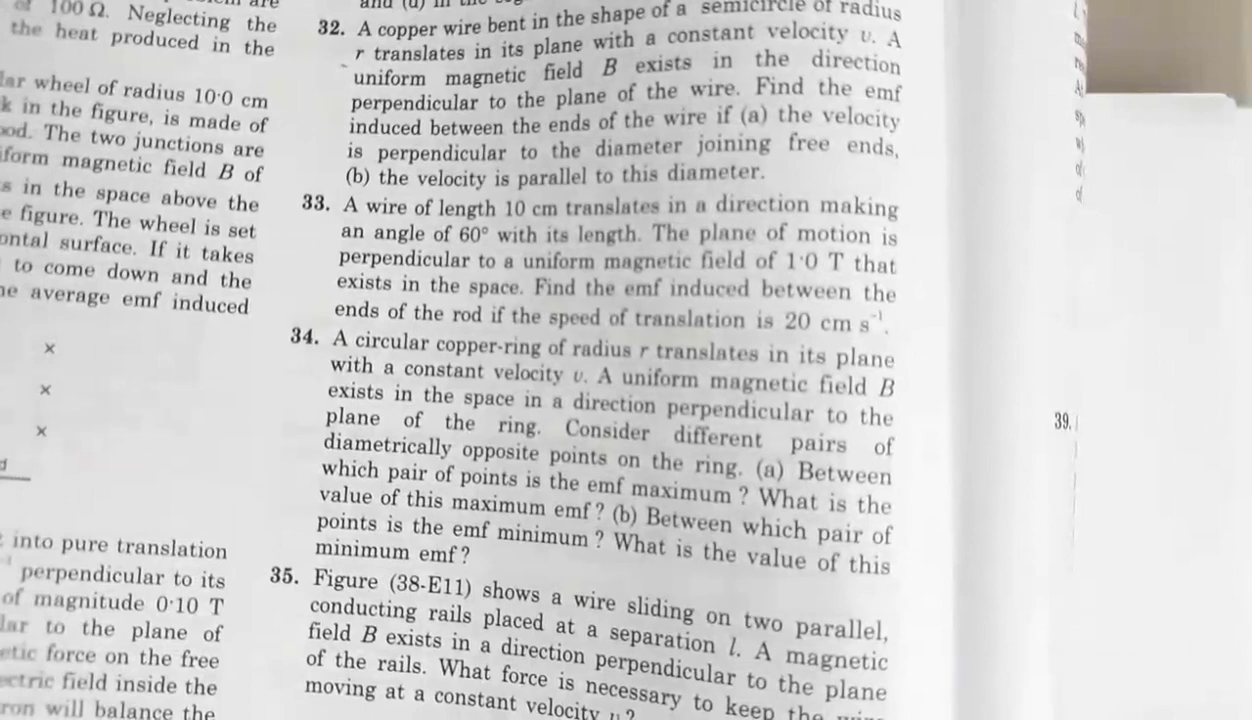 100 Ω. Neglecting the
the heat produced in the
wheel of radius 10·0 cm
in the figure, is made of
The two junctions are
magnetic field B of
in the space above the
figure. The wheel is set
surface. If it takes
to come down and the
average emf induced
×
×
×
into pure translation
perpendicular to its
of magnitude 0·10 T
to the plane of
force on the free
field inside the
will balance the
32. A copper wire bent in the shape of a semicircle of radius
r translates in its plane with a constant velocity v. A
uniform magnetic field B exists in the direction
perpendicular to the plane of the wire. Find the emf
induced between the ends of the wire if (a) the velocity
is perpendicular to the diameter joining free ends,
(b) the velocity is parallel to this diameter.
33. A wire of length 10 cm translates in a direction making
an angle of 60° with its length. The plane of motion is
perpendicular to a uniform magnetic field of 1·0 T that
exists in the space. Find the emf induced between the
ends of the rod if the speed of translation is 20 cm s⁻¹.
34. A circular copper-ring of radius r translates in its plane
with a constant velocity v. A uniform magnetic field B
exists in the space in a direction perpendicular to the
plane of the ring. Consider different pairs of
diametrically opposite points on the ring. (a) Between
which pair of points is the emf maximum ? What is the
value of this maximum emf ? (b) Between which pair of
points is the emf minimum ? What is the value of this
minimum emf ?
35. Figure (38-E11) shows a wire sliding on two parallel,
conducting rails placed at a separation l. A magnetic
field B exists in a direction perpendicular to the plane
of the rails. What force is necessary to keep the
moving at a constant velocity v ?
39.